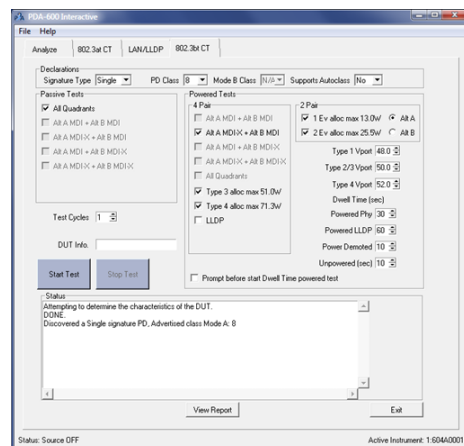 PDA-600 Interactive
File Help
Analyze 802.3at CT LAN/LLDP 802.3bt CT
Declarations
Signature Type Single PD Class 8 Mode B Class N/A Supports Autoclass No
Passive Tests
All Quadrants
Alt A MDI + Alt B MDI
Alt A MDI-X + Alt B MDI
Alt A MDI + Alt B MDI-X
Alt A MDI-X + Alt B MDI-X
Powered Tests
4 Pair
Alt A MDI + Alt B MDI
Alt A MDI-X + Alt B MDI
Alt A MDI + Alt B MDI-X
Alt A MDI-X + Alt B MDI-X
All Quadrants
Type 3 alloc max 51.0W
Type 4 alloc max 71.3W
LLDP
2 Pair
1 Ev alloc max 13.0W Alt A
2 Ev alloc max 25.5W Alt B
Type 1 Vport 48.0
Type 2/3 Vport 50.0
Type 4 Vport 52.0
Dwell Time (sec)
Powered Phy 30
Powered LLDP 60
Power Demoted 10
Unpowered (sec) 10
Test Cycles 1
DUT Info.
Start Test Stop Test
Prompt before start Dwell Time powered test
Status
Attempting to determine the characteristics of the DUT.
DONE.
Discovered a Single signature PD, Advertised class Mode A: 8
View Report Exit
Status: Source OFF Active Instrument: 1:604A0001